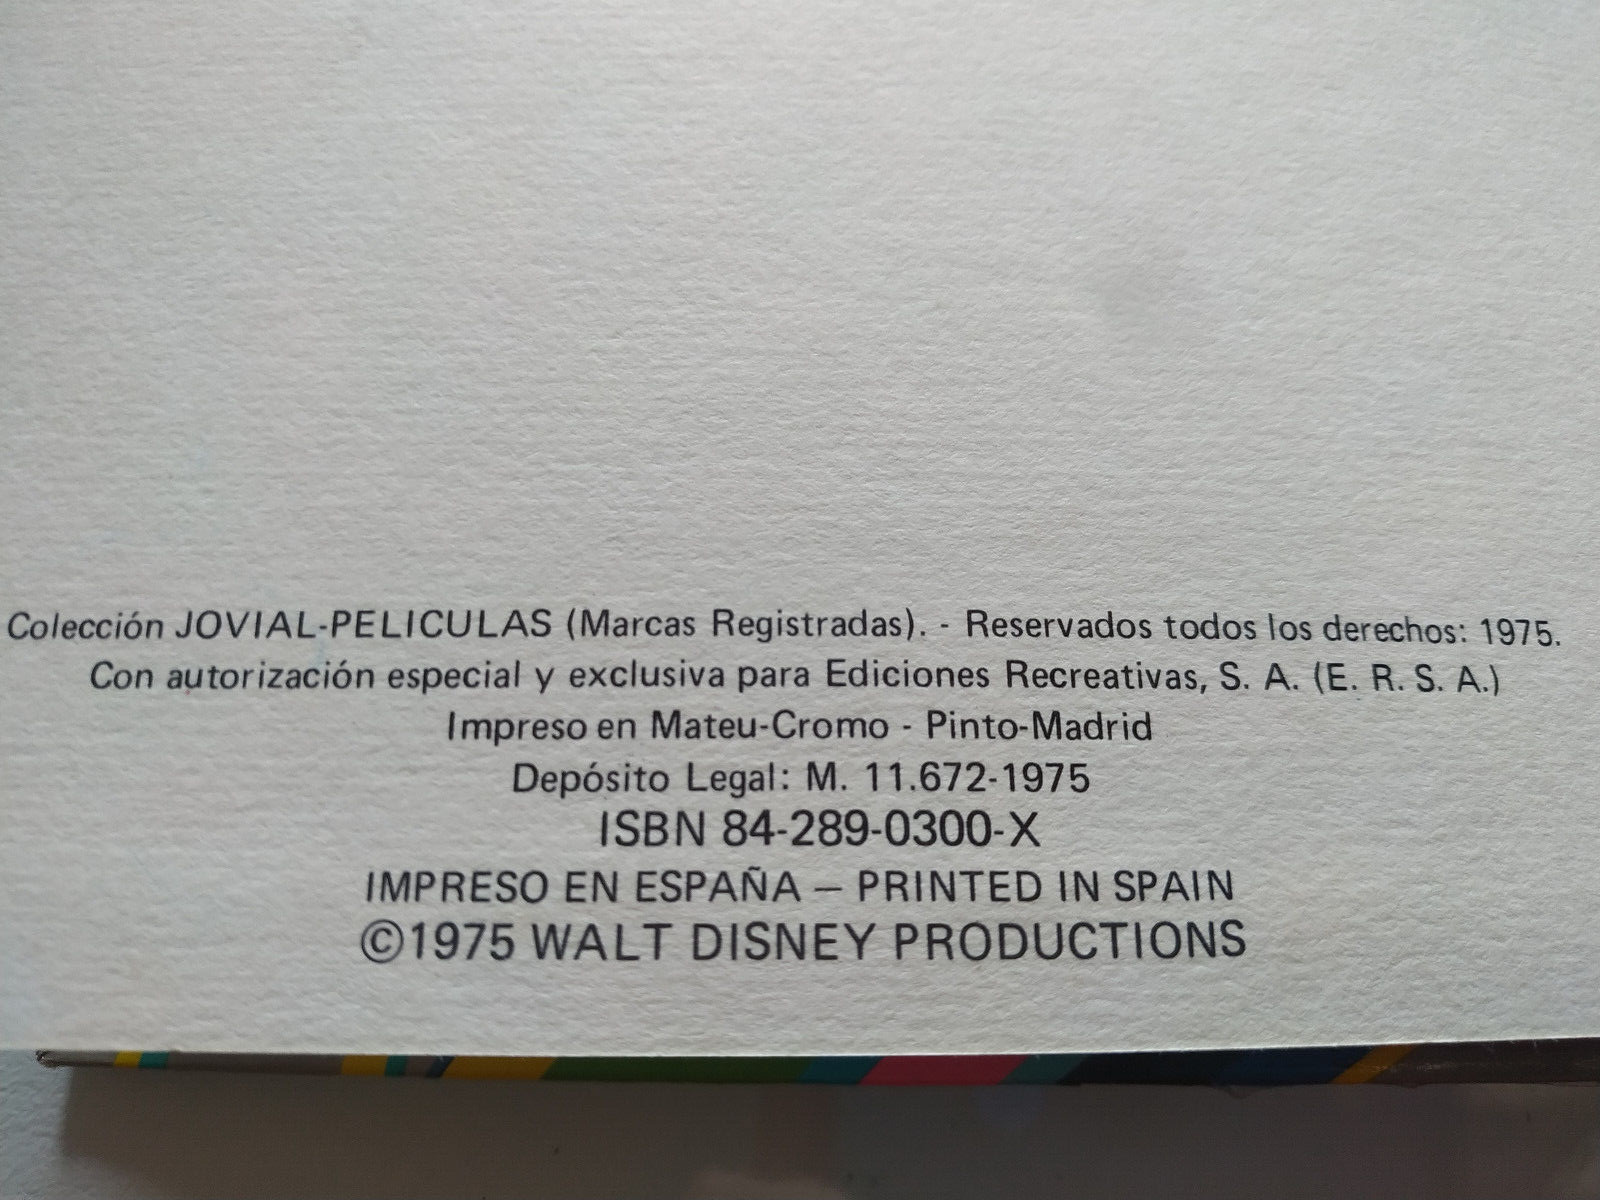 Colección JOVIAL-PELICULAS (Marcas Registradas). - Reservados todos los derechos: 1975.
Con autorización especial y exclusiva para Ediciones Recreativas, S. A. (E. R. S. A.)
Impreso en Mateu-Cromo - Pinto-Madrid
Depósito Legal: M. 11.672-1975
ISBN 84-289-0300-X
IMPRESO EN ESPAÑA — PRINTED IN SPAIN
©1975 WALT DISNEY PRODUCTIONS